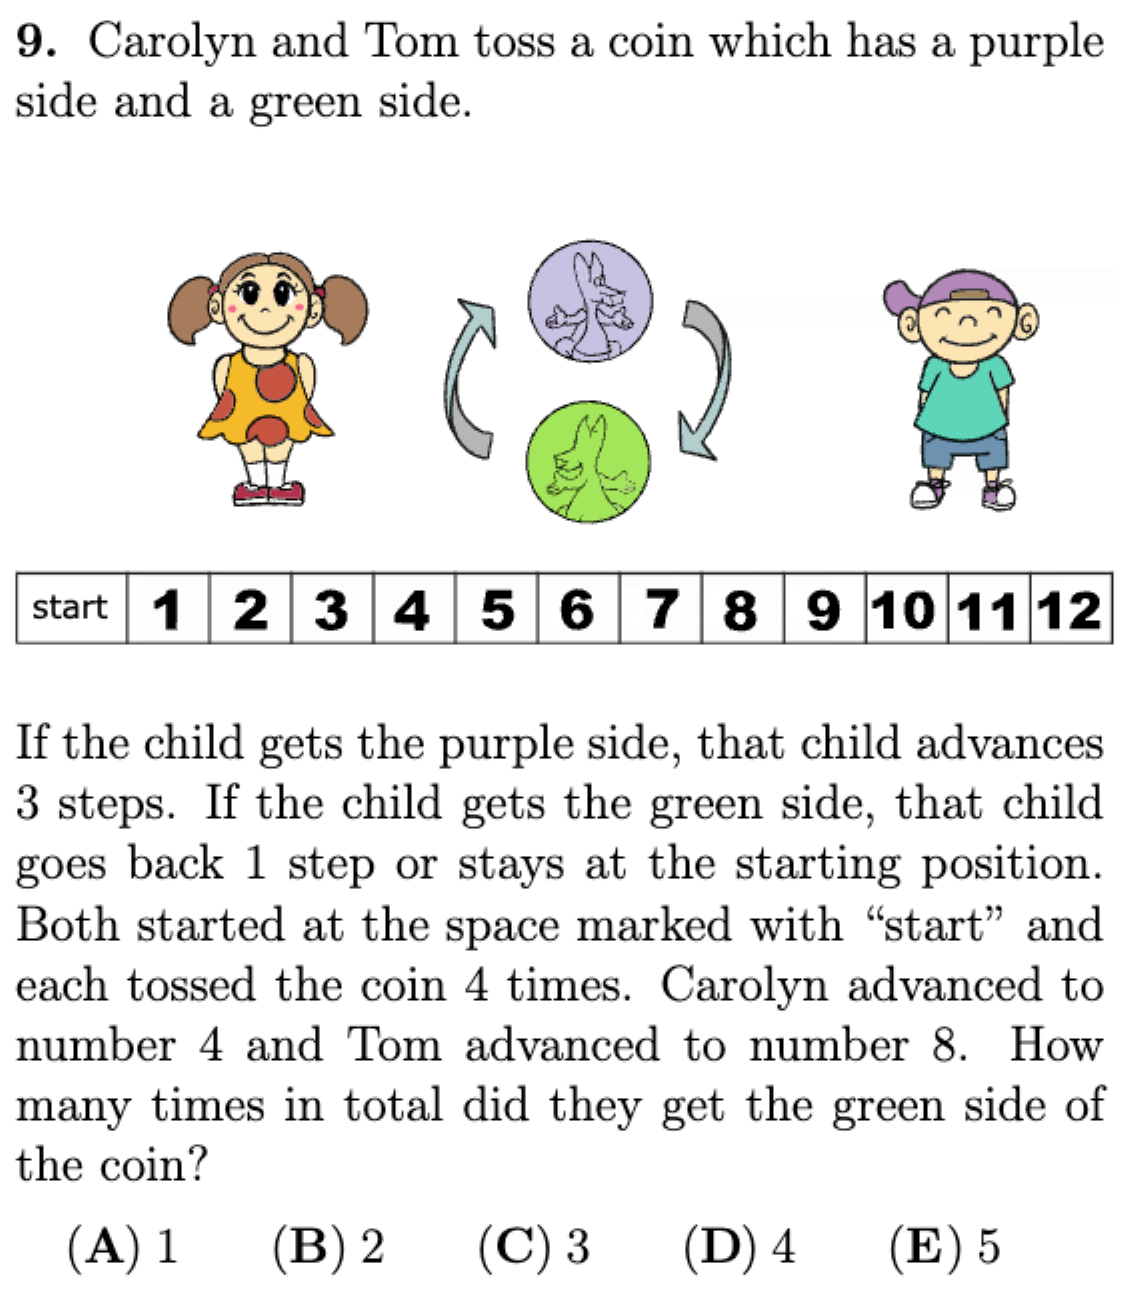 9. Carolyn and Tom toss a coin which has a purple
side and a green side.
start 1 2 3 4 5 6 7 8 9 10 11 12
If the child gets the purple side, that child advances
3 steps. If the child gets the green side, that child
goes back 1 step or stays at the starting position.
Both started at the space marked with “start” and
each tossed the coin 4 times. Carolyn advanced to
number 4 and Tom advanced to number 8. How
many times in total did they get the green side of
the coin?
(A) 1 (B) 2 (C) 3 (D) 4 (E) 5